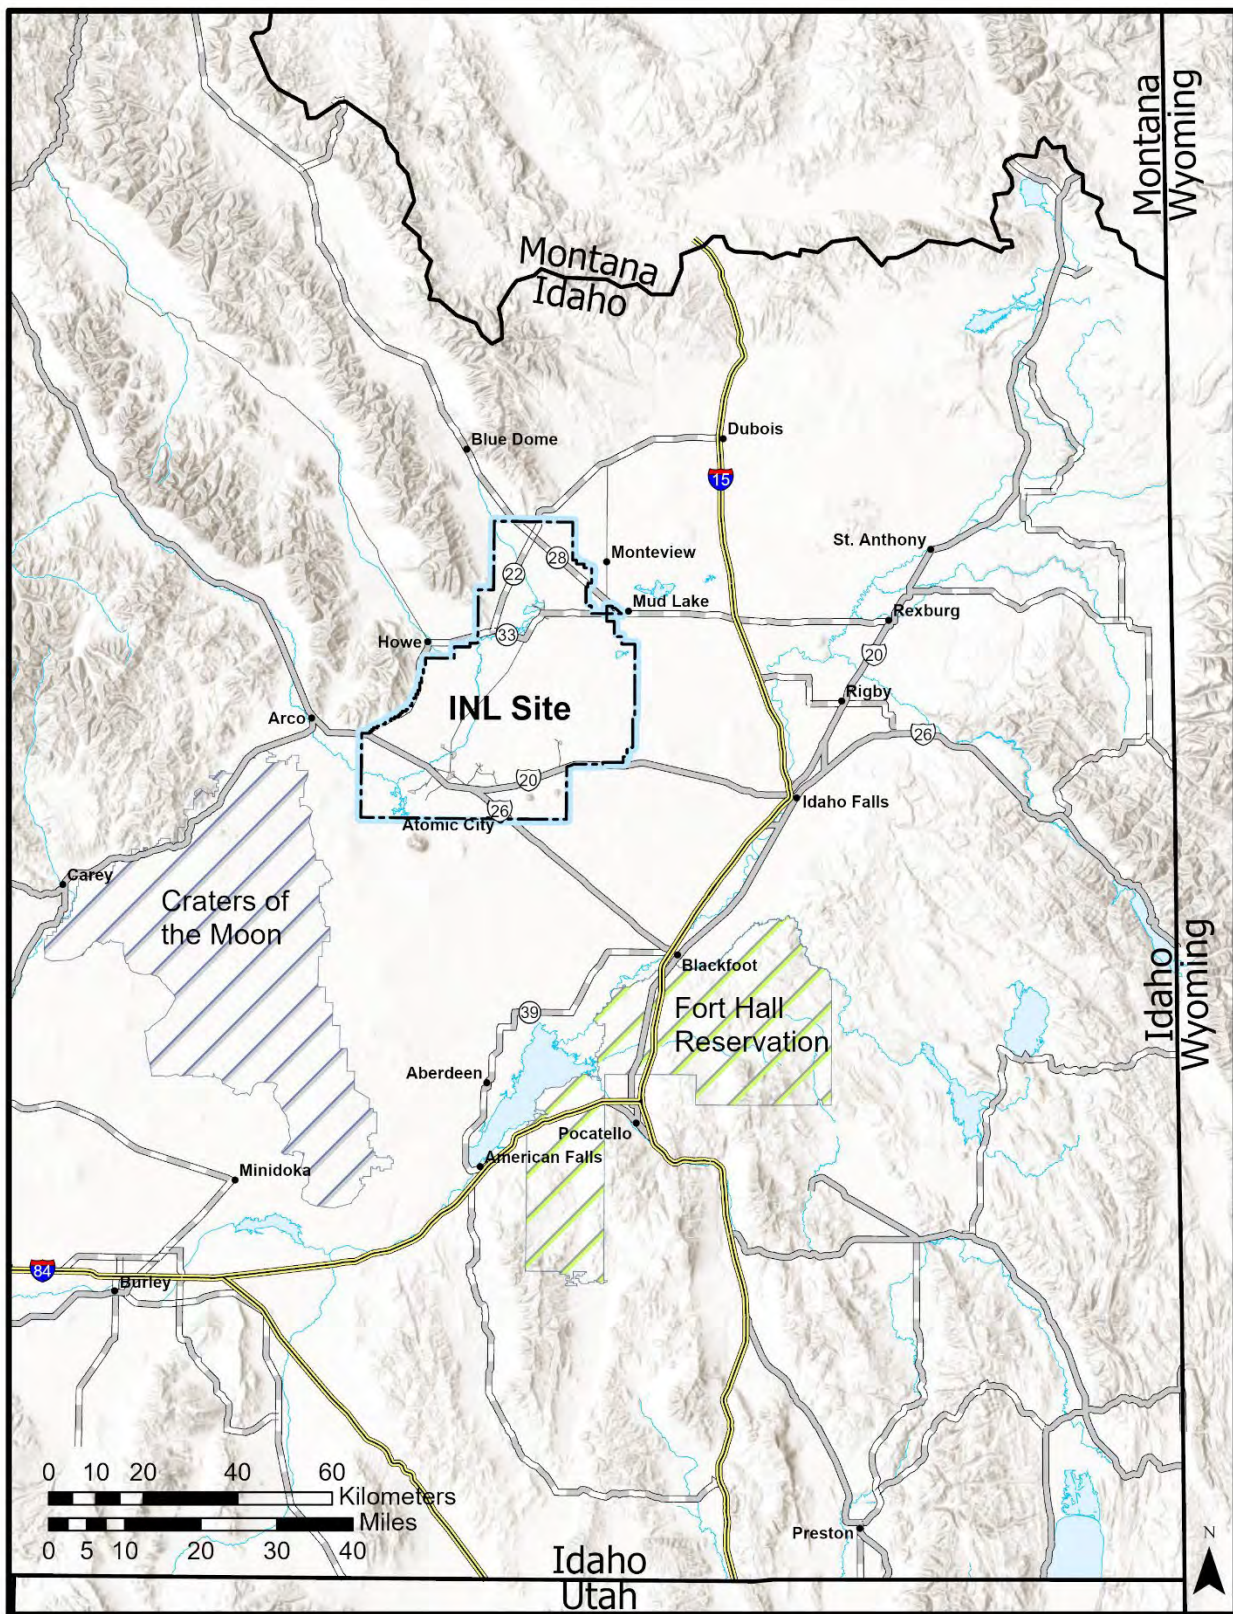 Montana
Wyoming
Montana
Idaho
Blue Dome
Dubois
15
28
Monteview
St. Anthony
22
Mud Lake
Rexburg
Howe
33
20
Rigby
Arco
INL Site
26
20
Idaho Falls
26
Atomic City
Carey
Craters of
the Moon
Blackfoot
Idaho
Wyoming
39
Fort Hall
Reservation
Aberdeen
Pocatello
American Falls
Minidoka
84
Burley
0 10 20 40 60
Kilometers
Miles
0 5 10 20 30 40
Preston
N
Idaho
Utah